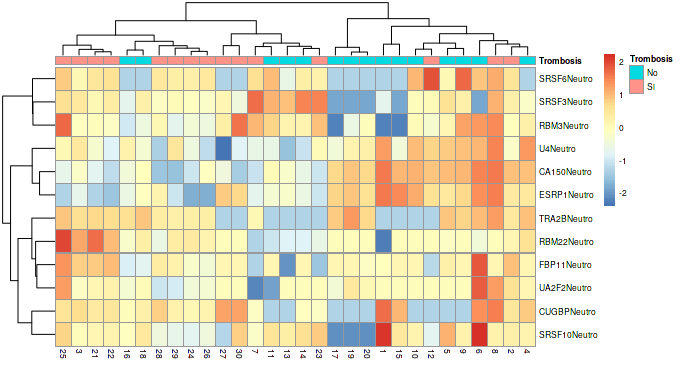 Trombosis
SRSF6Neutro
SRSF3Neutro
RBM3Neutro
U4Neutro
CA150Neutro
ESRP1Neutro
TRA2BNeutro
RBM22Neutro
FBP11Neutro
UA2F2Neutro
CUGBPNeutro
SRSF10Neutro
25 3 21 22 16 18 28 29 24 26 27 30 7 11 13 14 23 17 19 20 1 15 10 12 5 9 6 8 2 4
2
1
0
-1
-2
Trombosis
No
SI